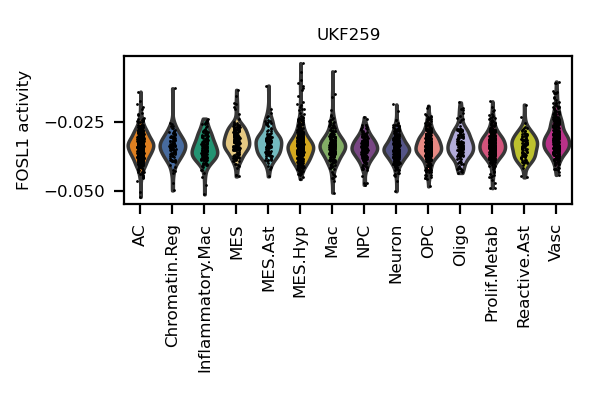 UKF259
FOSL1 activity
−0.025
−0.050
AC
Chromatin.Reg
Inflammatory.Mac
MES
MES.Ast
MES.Hyp
Mac
NPC
Neuron
OPC
Oligo
Prolif.Metab
Reactive.Ast
Vasc